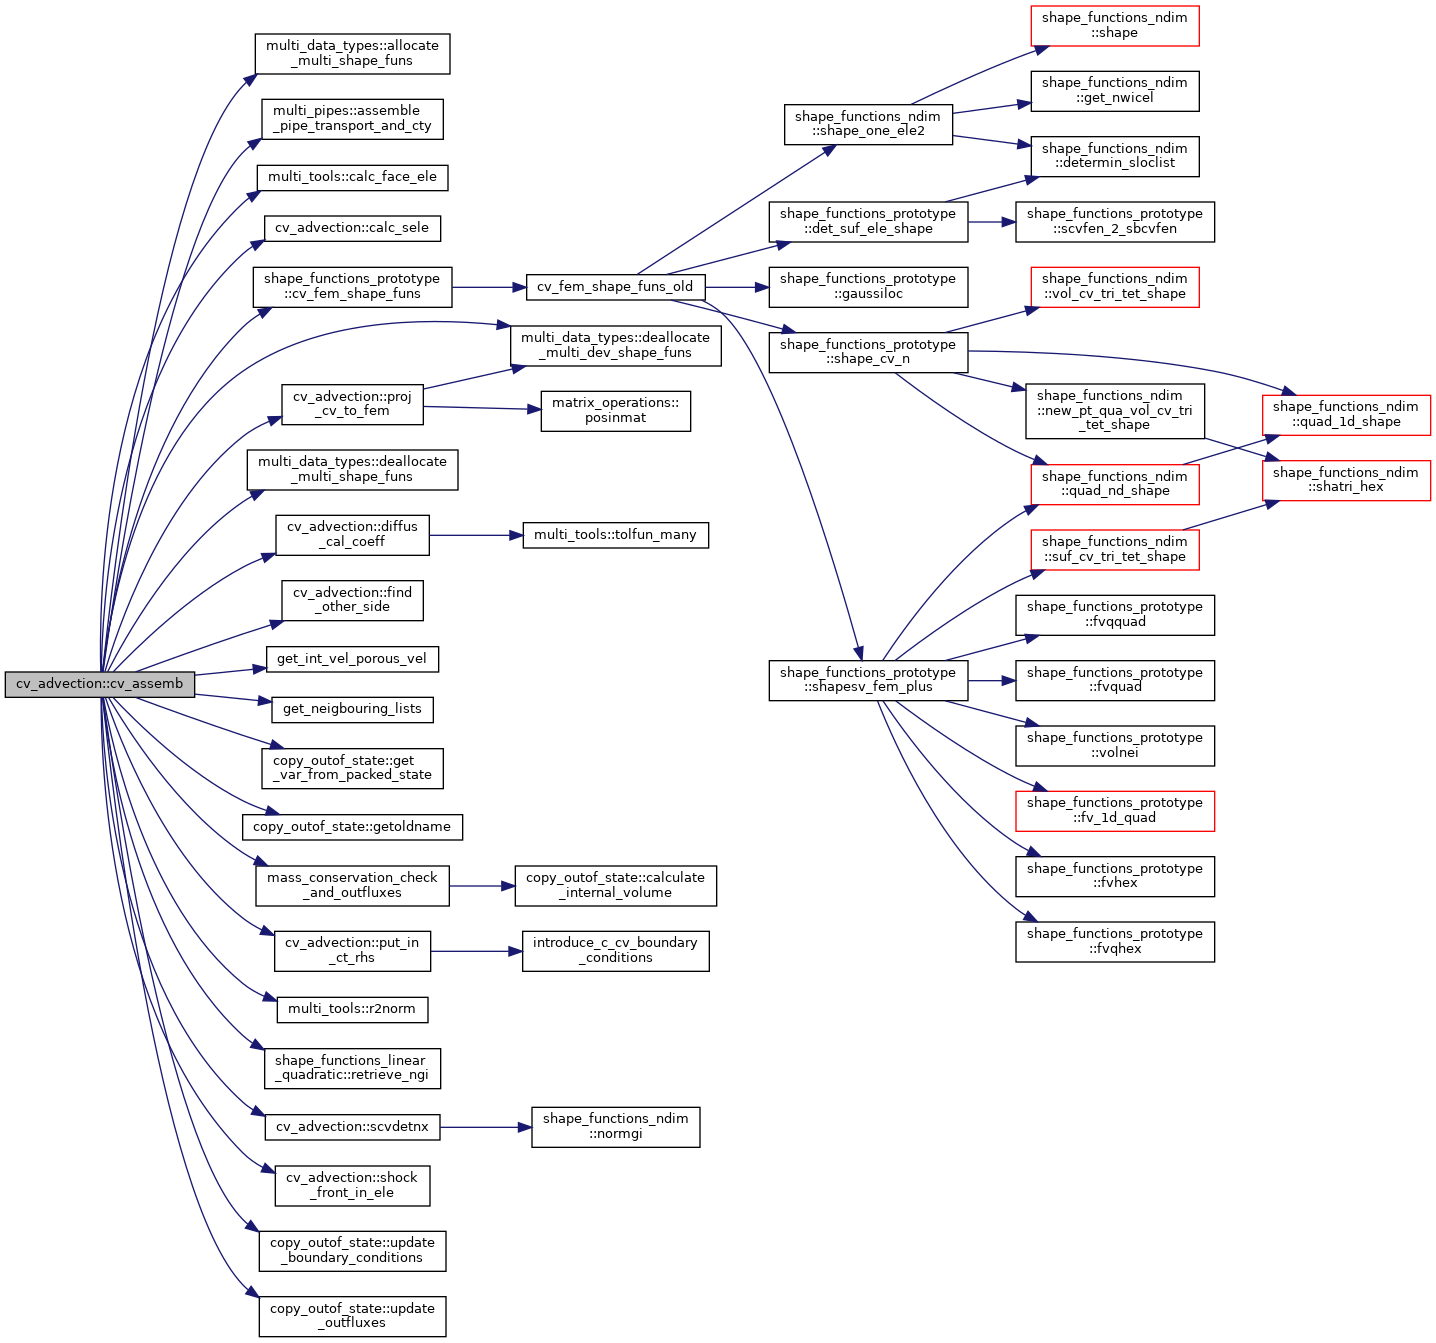 cv_advection::cv_assemb
multi_data_types::allocate
_multi_shape_funs
multi_pipes::assemble
_pipe_transport_and_cty
multi_tools::calc_face_ele
cv_advection::calc_sele
shape_functions_prototype
::cv_fem_shape_funs
cv_advection::proj
_cv_to_fem
multi_data_types::deallocate
_multi_shape_funs
cv_advection::diffus
_cal_coeff
cv_advection::find
_other_side
get_int_vel_porous_vel
get_neigbouring_lists
copy_outof_state::get
_var_from_packed_state
copy_outof_state::getoldname
mass_conservation_check
_and_outfluxes
cv_advection::put_in
_ct_rhs
multi_tools::r2norm
shape_functions_linear
_quadratic::retrieve_ngi
cv_advection::scvdetnx
cv_advection::shock
_front_in_ele
copy_outof_state::update
_boundary_conditions
copy_outof_state::update
_outfluxes
cv_fem_shape_funs_old
multi_data_types::deallocate
_multi_dev_shape_funs
matrix_operations::
posinmat
multi_tools::tolfun_many
copy_outof_state::calculate
_internal_volume
introduce_c_cv_boundary
_conditions
shape_functions_ndim
::normgi
shape_functions_ndim
::shape_one_ele2
shape_functions_prototype
::det_suf_ele_shape
shape_functions_prototype
::gaussiloc
shape_functions_prototype
::shape_cv_n
shape_functions_prototype
::shapesv_fem_plus
shape_functions_ndim
::shape
shape_functions_ndim
::get_nwicel
shape_functions_ndim
::determin_sloclist
shape_functions_prototype
::scvfen_2_sbcvfen
shape_functions_ndim
::vol_cv_tri_tet_shape
shape_functions_ndim
::new_pt_qua_vol_cv_tri
_tet_shape
shape_functions_ndim
::quad_nd_shape
shape_functions_ndim
::suf_cv_tri_tet_shape
shape_functions_prototype
::fvqquad
shape_functions_prototype
::fvquad
shape_functions_prototype
::volnei
shape_functions_prototype
::fv_1d_quad
shape_functions_prototype
::fvhex
shape_functions_prototype
::fvqhex
shape_functions_ndim
::quad_1d_shape
shape_functions_ndim
::shatri_hex